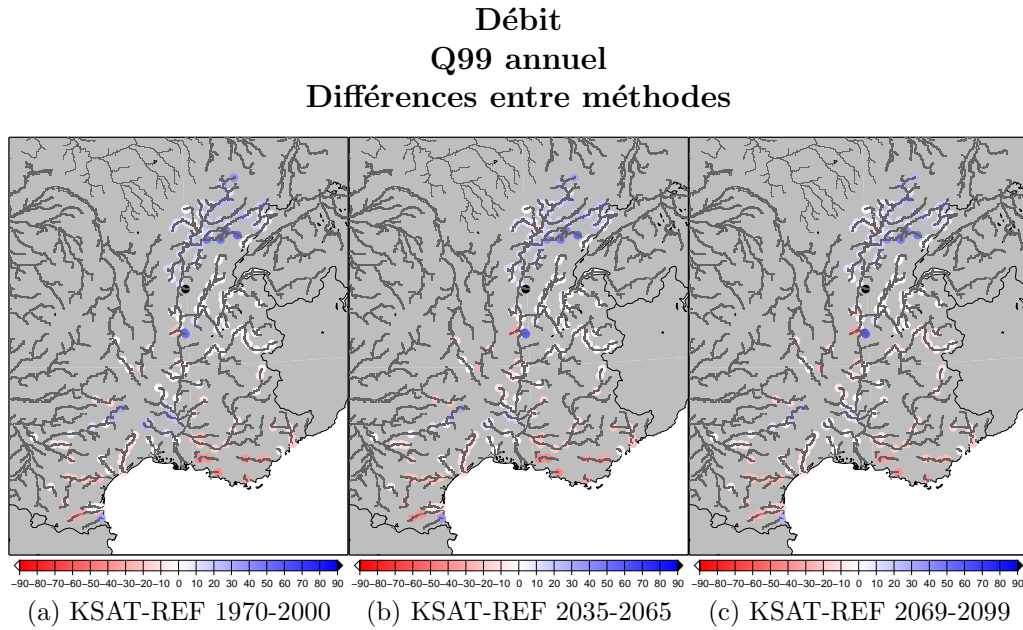 Débit
Q99 annuel
Différences entre méthodes
−90−80−70−60−50−40−30−20−10 0 10 20 30 40 50 60 70 80 90
−90−80−70−60−50−40−30−20−10 0 10 20 30 40 50 60 70 80 90
−90−80−70−60−50−40−30−20−10 0 10 20 30 40 50 60 70 80 90
(a) KSAT-REF 1970-2000
(b) KSAT-REF 2035-2065
(c) KSAT-REF 2069-2099